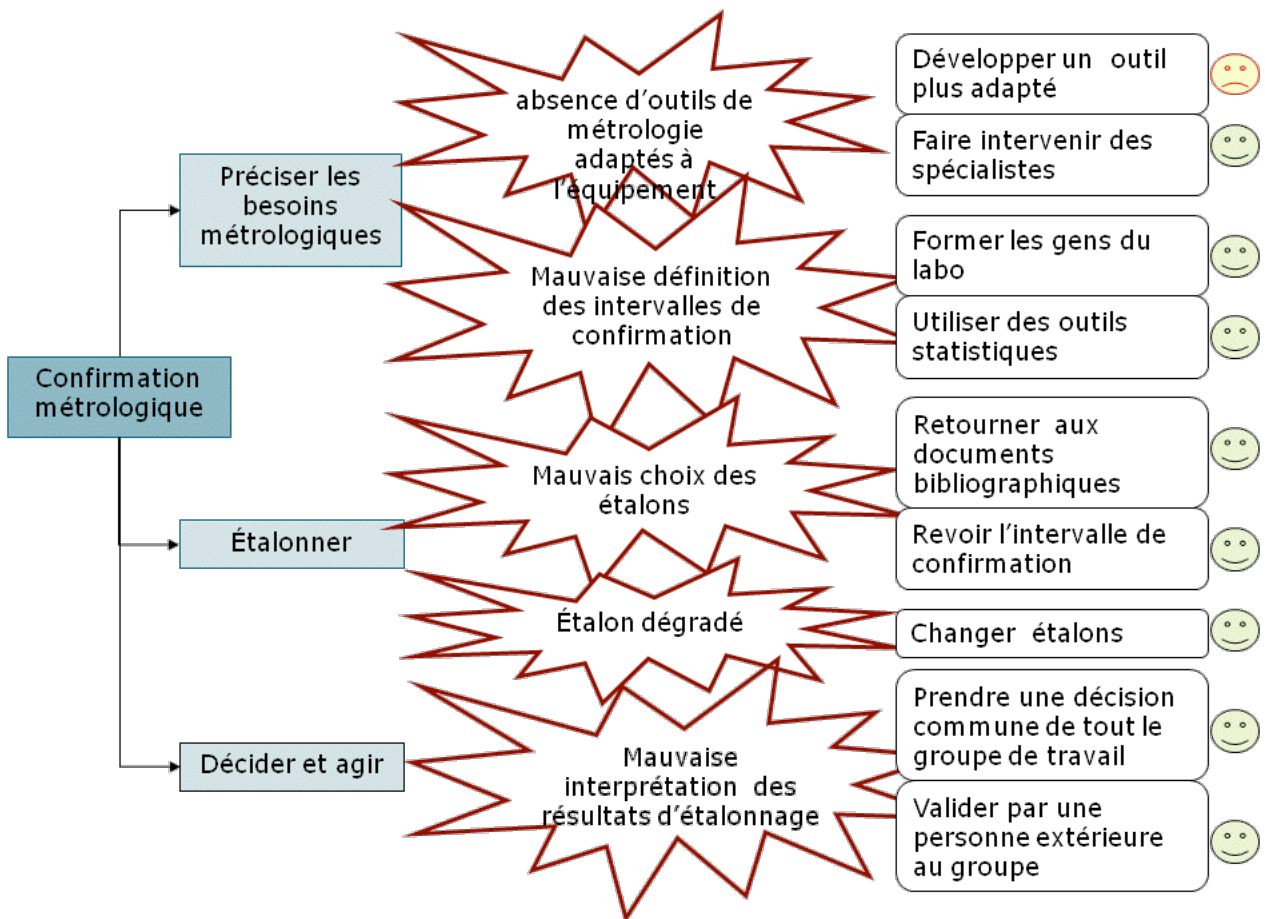 Confirmation
métrologique
Préciser les
besoins
métrologiques
absence d'outils de
métrologie
adaptés à
l'équipement
Développer un outil
plus adapté
Faire intervenir des
spécialistes
Mauvaise définition
des intervalles de
confirmation
Former les gens du
labo
Utiliser des outils
statistiques
Étalonner
Mauvais choix des
étalons
Retourner aux
documents
bibliographiques
Revoir l'intervalle de
confirmation
Étalon dégradé
Changer étalons
Décider et agir
Mauvaise
interprétation des
résultats d'étalonnage
Prendre une décision
commune de tout le
groupe de travail
Valider par une
personne extérieure
au groupe